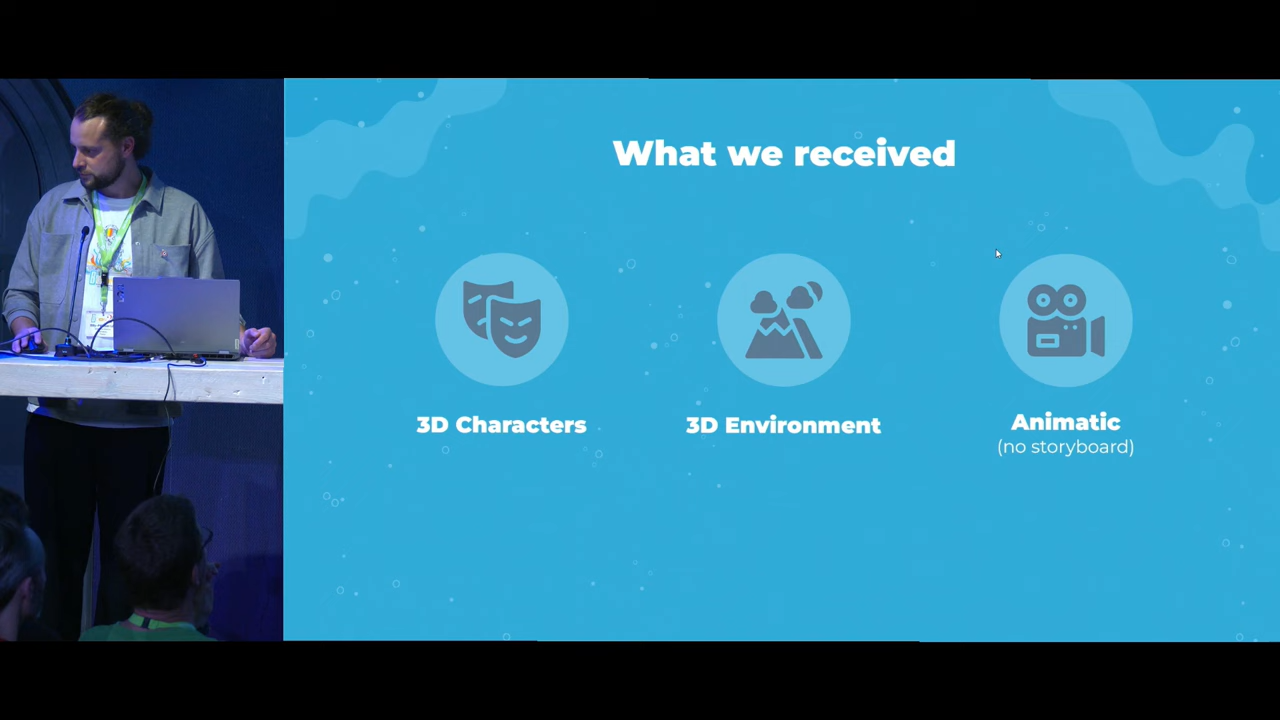 What we received
3D Characters
3D Environment
Animatic
(no storyboard)